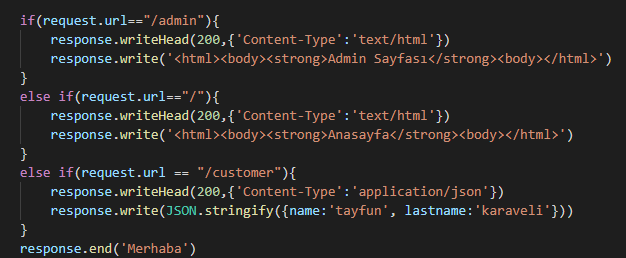 if(request.url=="/admin"){
    response.writeHead(200,{'Content-Type':'text/html'})
    response.write('<html><body><strong>Admin Sayfası</strong><body></html>')
}
else if(request.url=="/"){
    response.writeHead(200,{'Content-Type':'text/html'})
    response.write('<html><body><strong>Anasayfa</strong><body></html>')
}
else if(request.url == "/customer"){
    response.writeHead(200,{'Content-Type':'application/json'})
    response.write(JSON.stringify({name:'tayfun', lastname:'karaveli'}))
}
response.end('Merhaba')